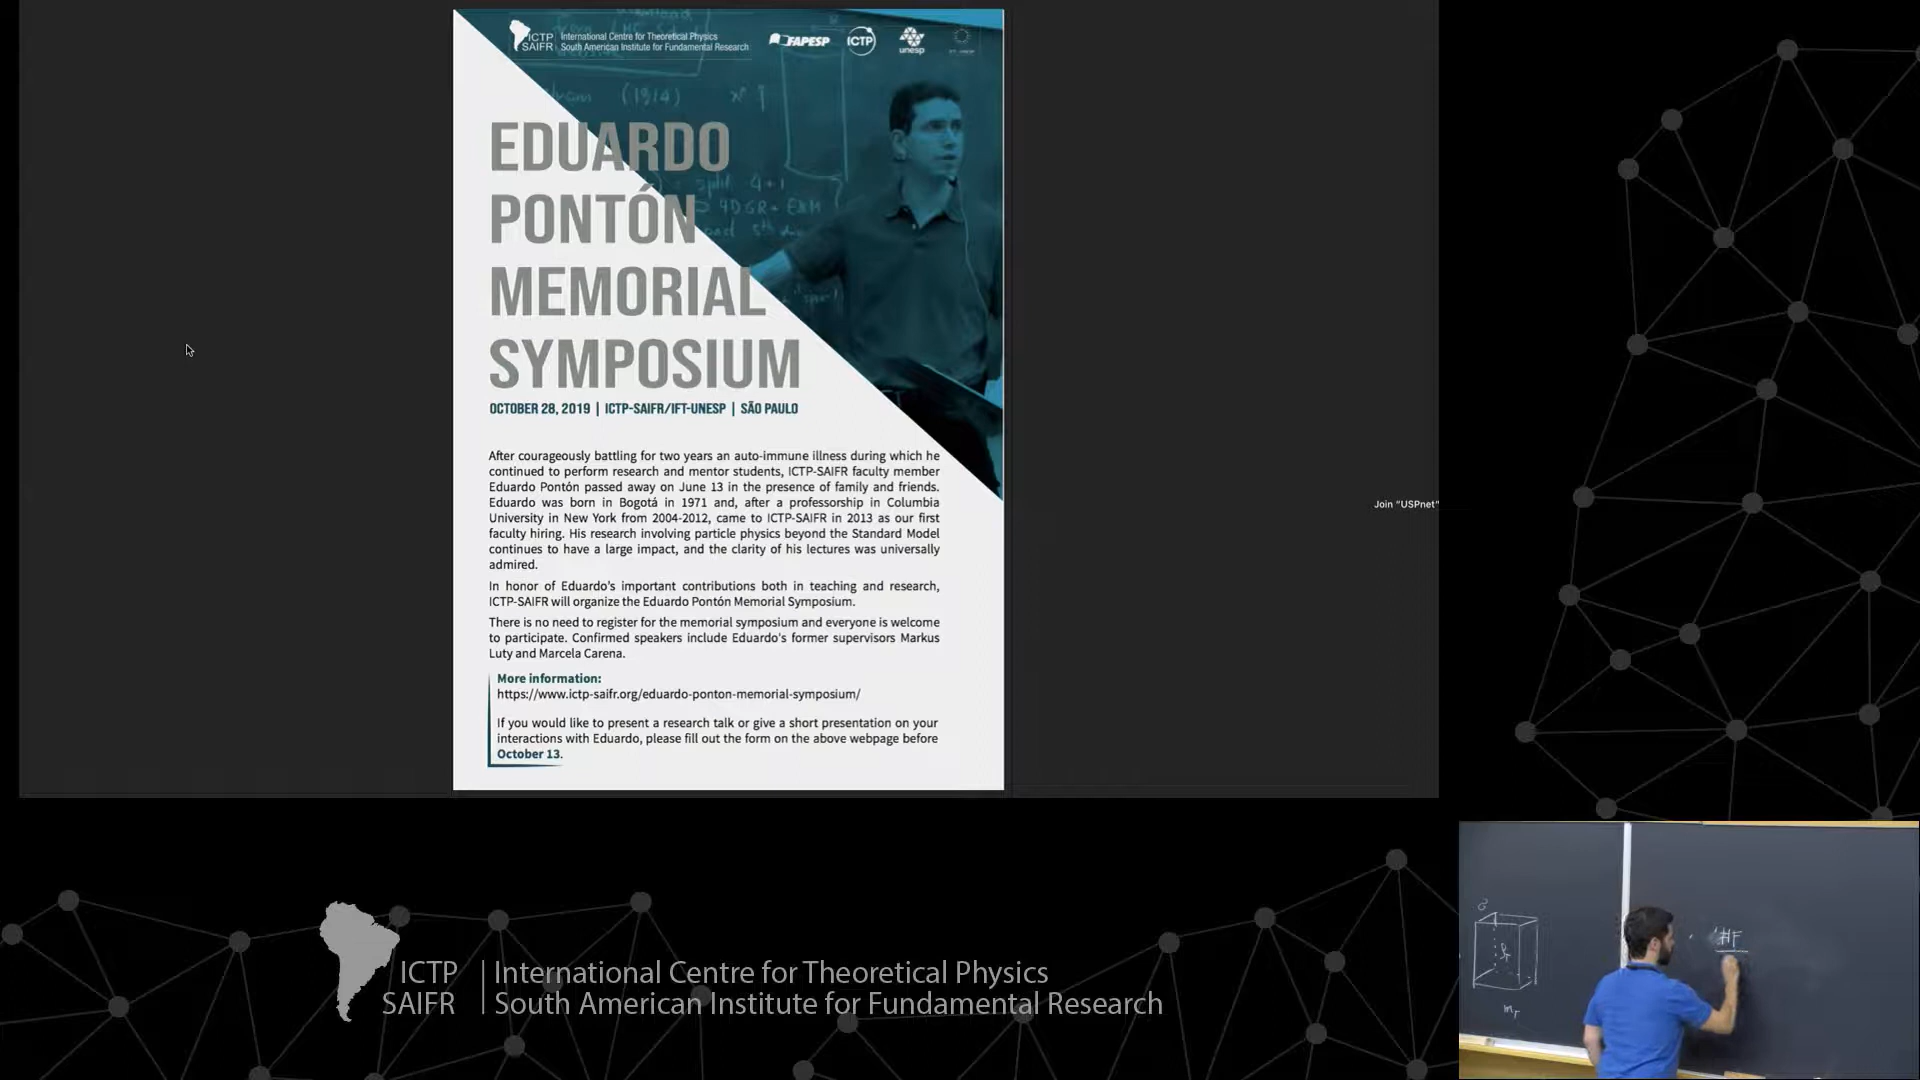 ICTP
SAIFR
International Centre for Theoretical Physics
South American Institute for Fundamental Research
FAPESP
ICTP
unesp
(1914)
EDUARDO
PONTÓN
MEMORIAL
SYMPOSIUM
split 4+1
OCTOBER 28, 2019 | ICTP-SAIFR/IFT-UNESP | SÃO PAULO
After courageously battling for two years an auto-immune illness during which he
continued to perform research and mentor students, ICTP-SAIFR faculty member
Eduardo Pontón passed away on June 13 in the presence of family and friends.
Eduardo was born in Bogotá in 1971 and, after a professorship in Columbia
University in New York from 2004-2012, came to ICTP-SAIFR in 2013 as our first
faculty hiring. His research involving particle physics beyond the Standard Model
continues to have a large impact, and the clarity of his lectures was universally
admired.
In honor of Eduardo's important contributions both in teaching and research,
ICTP-SAIFR will organize the Eduardo Pontón Memorial Symposium.
There is no need to register for the memorial symposium and everyone is welcome
to participate. Confirmed speakers include Eduardo's former supervisors Markus
Luty and Marcela Carena.
More information:
https://www.ictp-saifr.org/eduardo-ponton-memorial-symposium/
If you would like to present a research talk or give a short presentation on your
interactions with Eduardo, please fill out the form on the above webpage before
October 13.
Join "USPnet"
ICTP
SAIFR
International Centre for Theoretical Physics
South American Institute for Fundamental Research